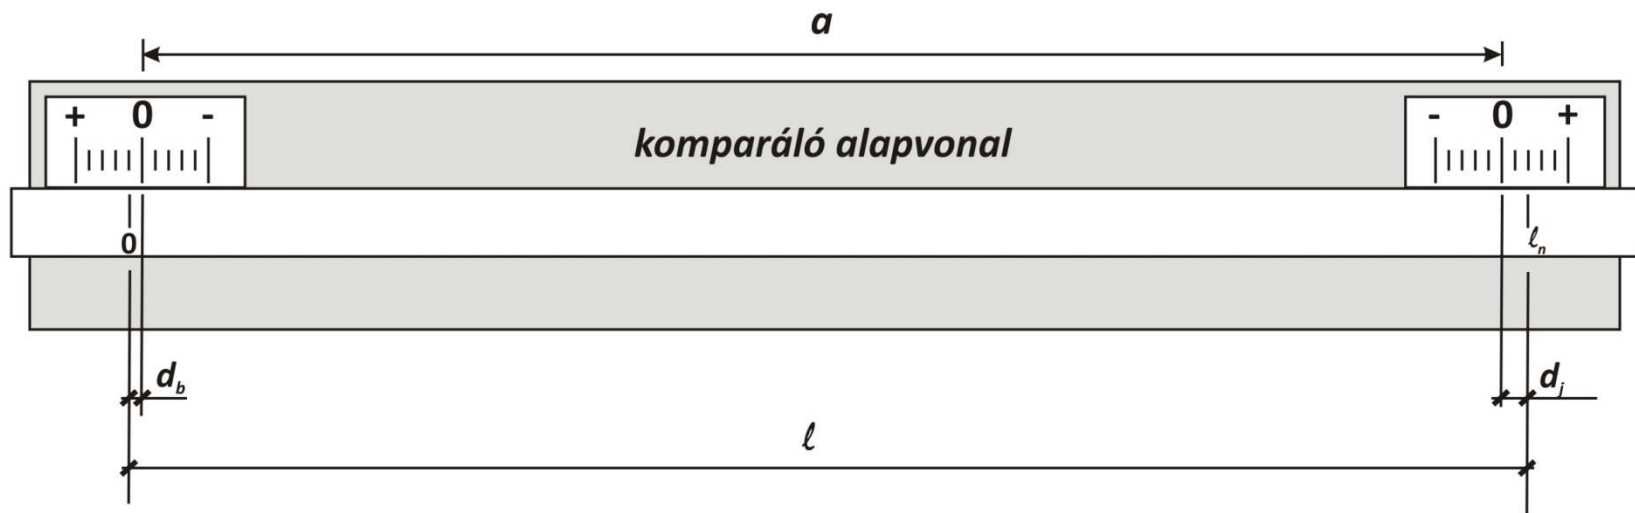 a
+ 0 -
- 0 +
komparáló alapvonal
0
ℓn
db
dj
ℓ